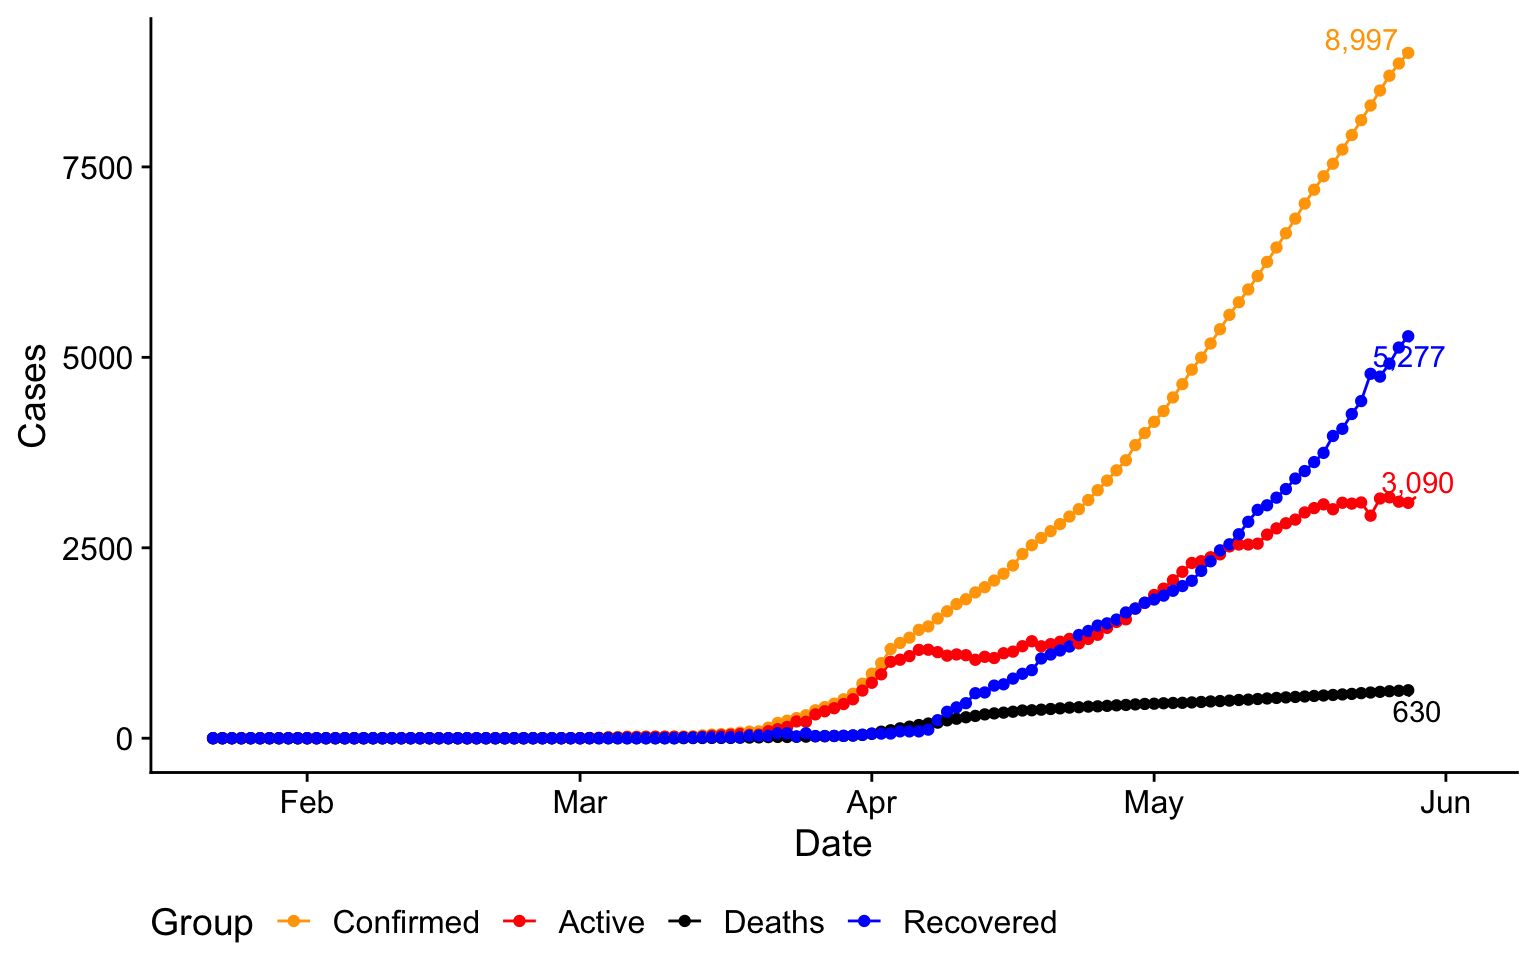 8,997
7500
5,277
5000
Cases
3,090
2500
630
0
Feb Mar Apr May Jun
Date
Group Confirmed Active Deaths Recovered